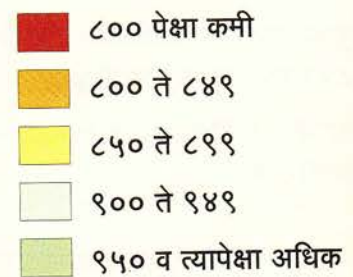 ८०० पेक्षा कमी
८०० ते ८४९
८५० ते ८९९
९०० ते ९४९
९५० व त्यापेक्षा अधिक